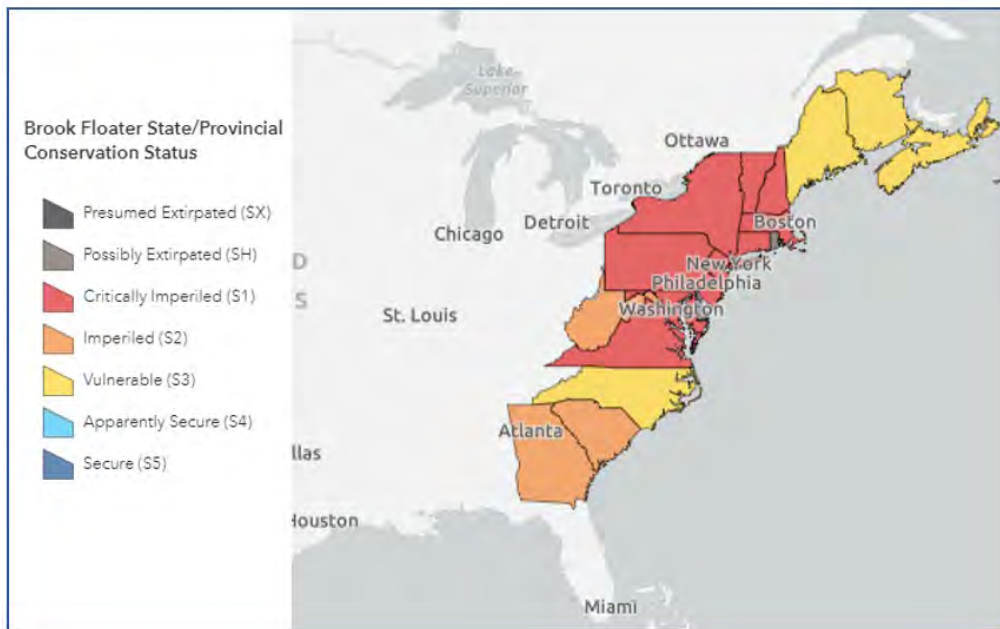 Brook Floater State/Provincial
Conservation Status
Presumed Extirpated (SX)
Possibly Extirpated (SH)
Critically Imperiled (S1)
Imperiled (S2)
Vulnerable (S3)
Apparently Secure (S4)
Secure (S5)
Lake
Superior
Ottawa
Toronto
Boston
Detroit
Chicago
D
New York
Philadelphia
S
Washington
St. Louis
Atlanta
llas
Houston
Miami